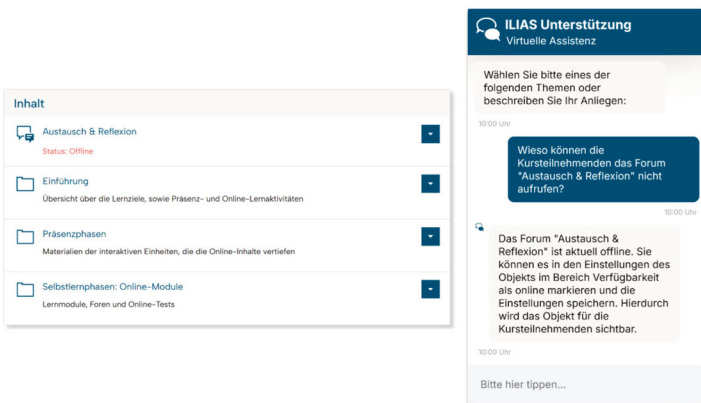 Inhalt
Austausch & Reflexion
Status: Offline
Einführung
Übersicht über die Lernziele, sowie Präsenz- und Online-Lernaktivitäten
Präsenzphasen
Materialien der interaktiven Einheiten, die die Online-Inhalte vertiefen
Selbstlernphasen: Online-Module
Lernmodule, Foren und Online-Tests
ILIAS Unterstützung
Virtuelle Assistenz
Wählen Sie bitte eines der
folgenden Themen oder
beschreiben Sie Ihr Anliegen:
10:00 Uhr
Wieso können die
Kursteilnehmenden das Forum
"Austausch & Reflexion" nicht
aufrufen?
10:00 Uhr
Das Forum "Austausch &
Reflexion" ist aktuell offline. Sie
können es in den Einstellungen des
Objekts im Bereich Verfügbarkeit
als online markieren und die
Einstellungen speichern. Hierdurch
wird das Objekt für die
Kursteilnehmenden sichtbar.
10:00 Uhr
Bitte hier tippen...